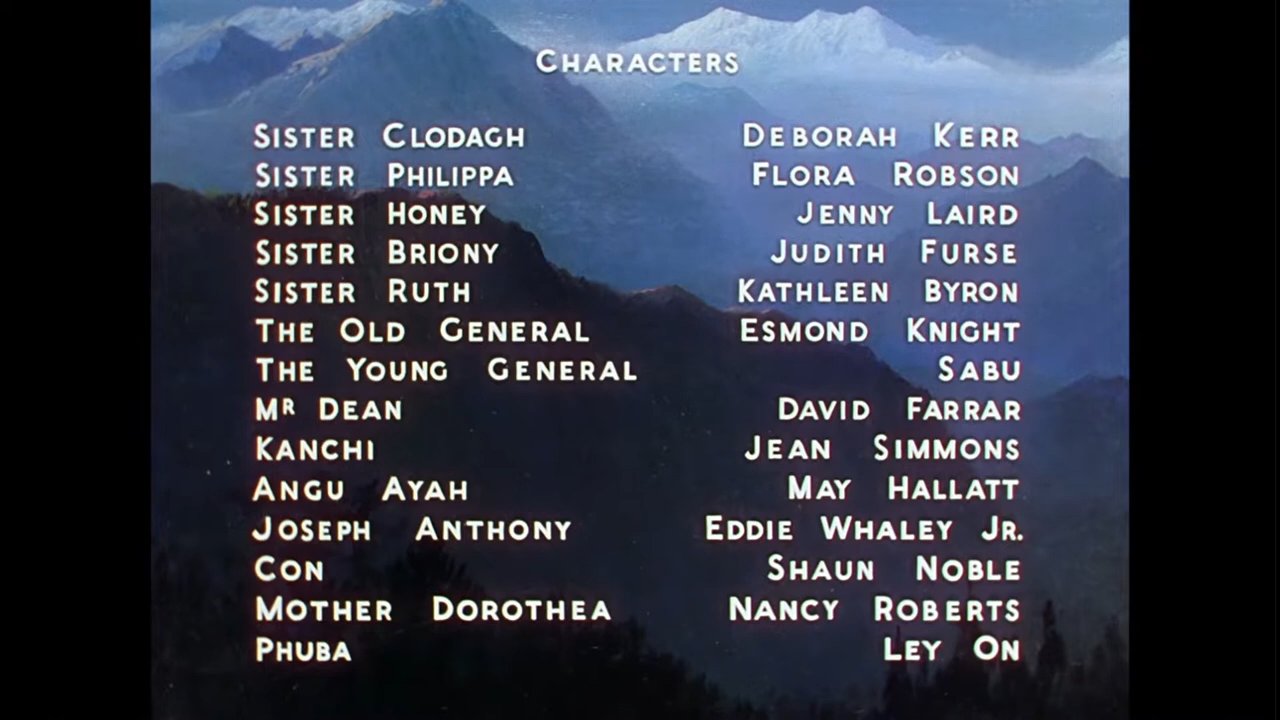 Characters
Sister Clodagh Deborah Kerr
Sister Philippa Flora Robson
Sister Honey Jenny Laird
Sister Briony Judith Furse
Sister Ruth Kathleen Byron
The Old General Esmond Knight
The Young General Sabu
Mr Dean David Farrar
Kanchi Jean Simmons
Angu Ayah May Hallatt
Joseph Anthony Eddie Whaley Jr.
Con Shaun Noble
Mother Dorothea Nancy Roberts
Phuba Ley On